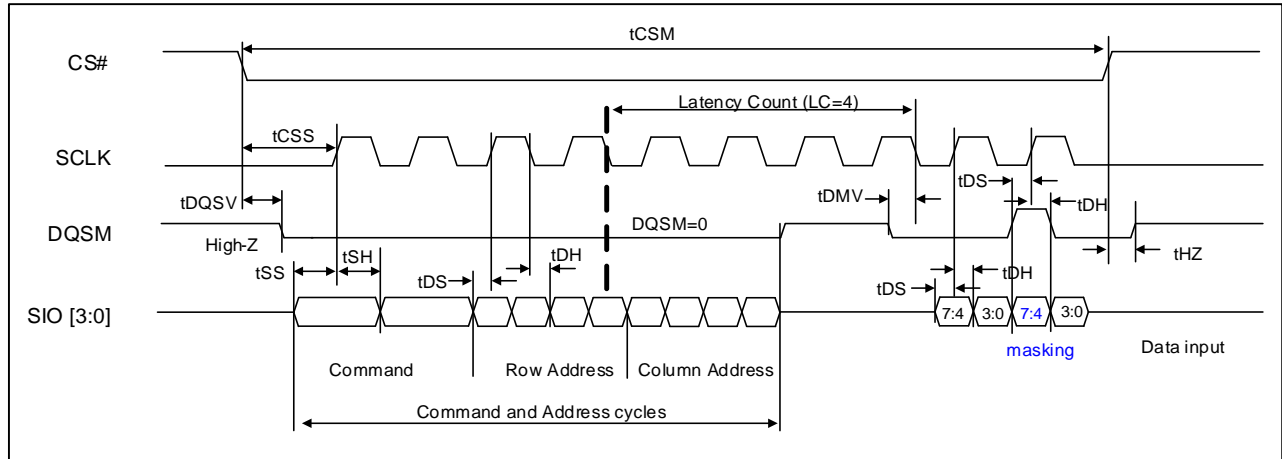 tCSM
CS#
Latency Count (LC=4)
tCSS
SCLK
tDQSV
tDMV
tDS
tDH
DQSM
High-Z
DQSM=0
tHZ
tSS
tSH
tDS
tDH
tDS
tDH
SIO [3:0]
7:4 3:0 7:4 3:0
masking
Data input
Command
Row Address
Column Address
Command and Address cycles